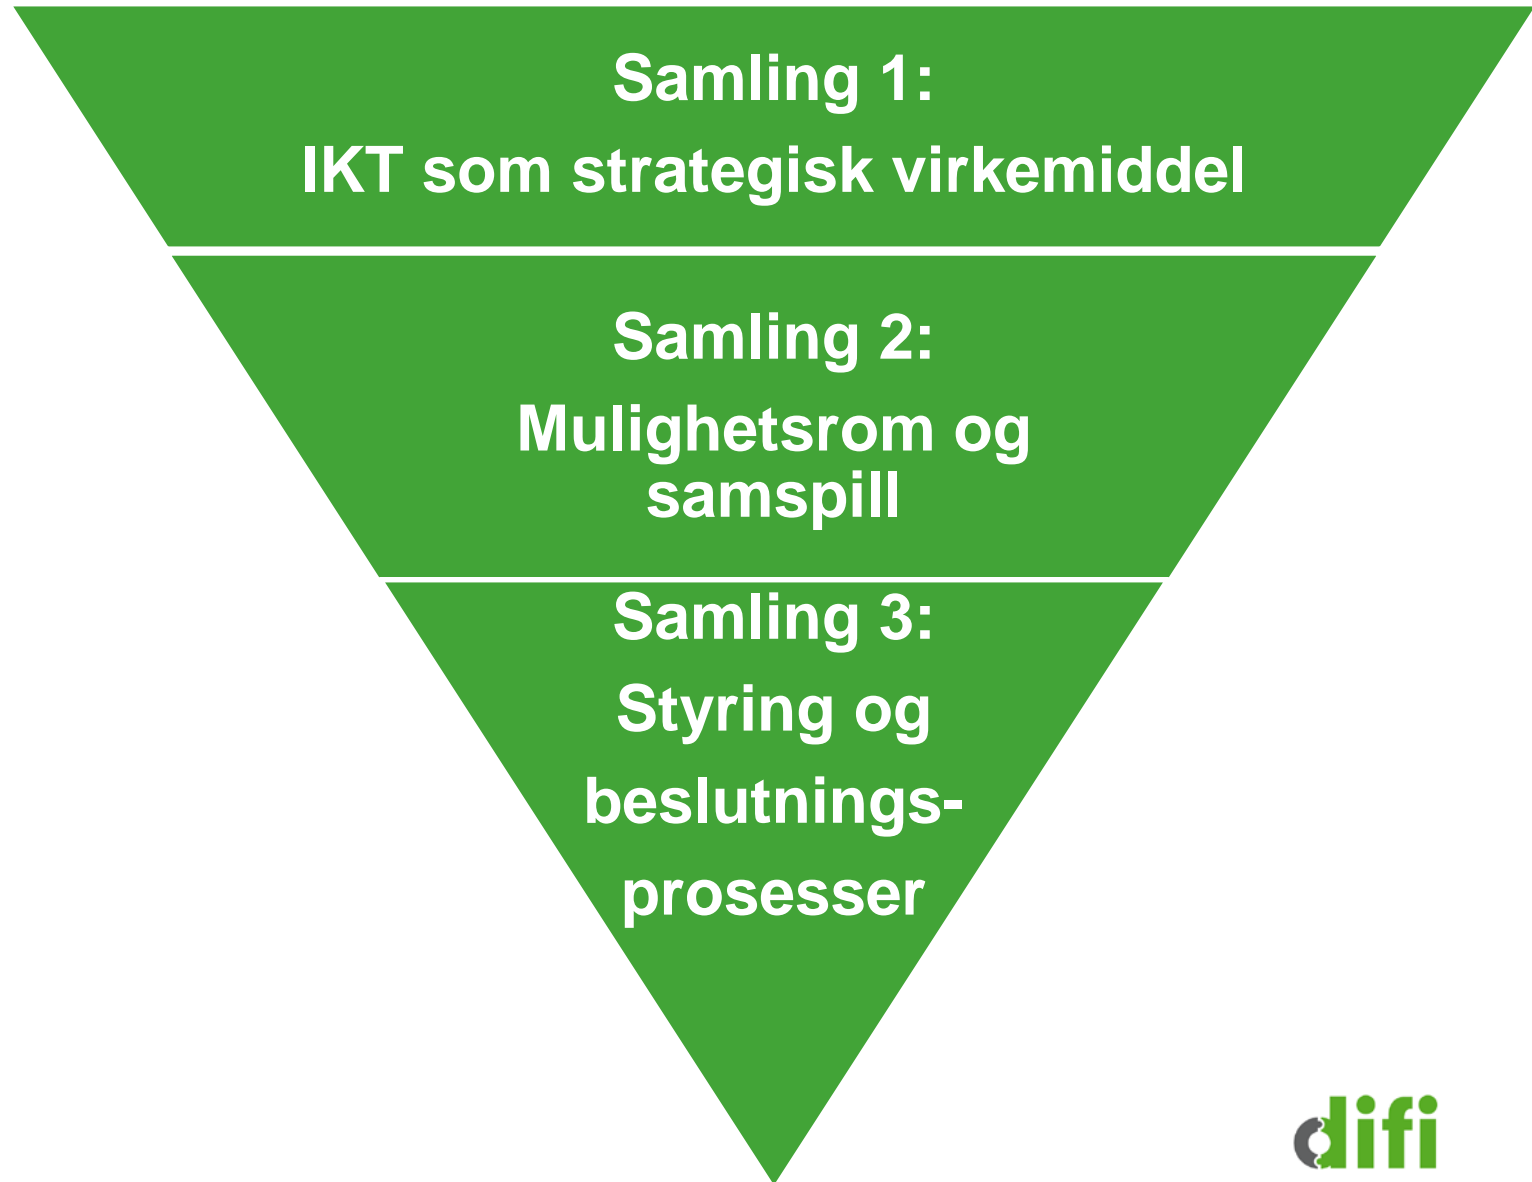 Samling 1:
IKT som strategisk virkemiddel
Samling 2:
Mulighetsrom og
samspill
Samling 3:
Styring og
beslutnings-
prosesser
difi